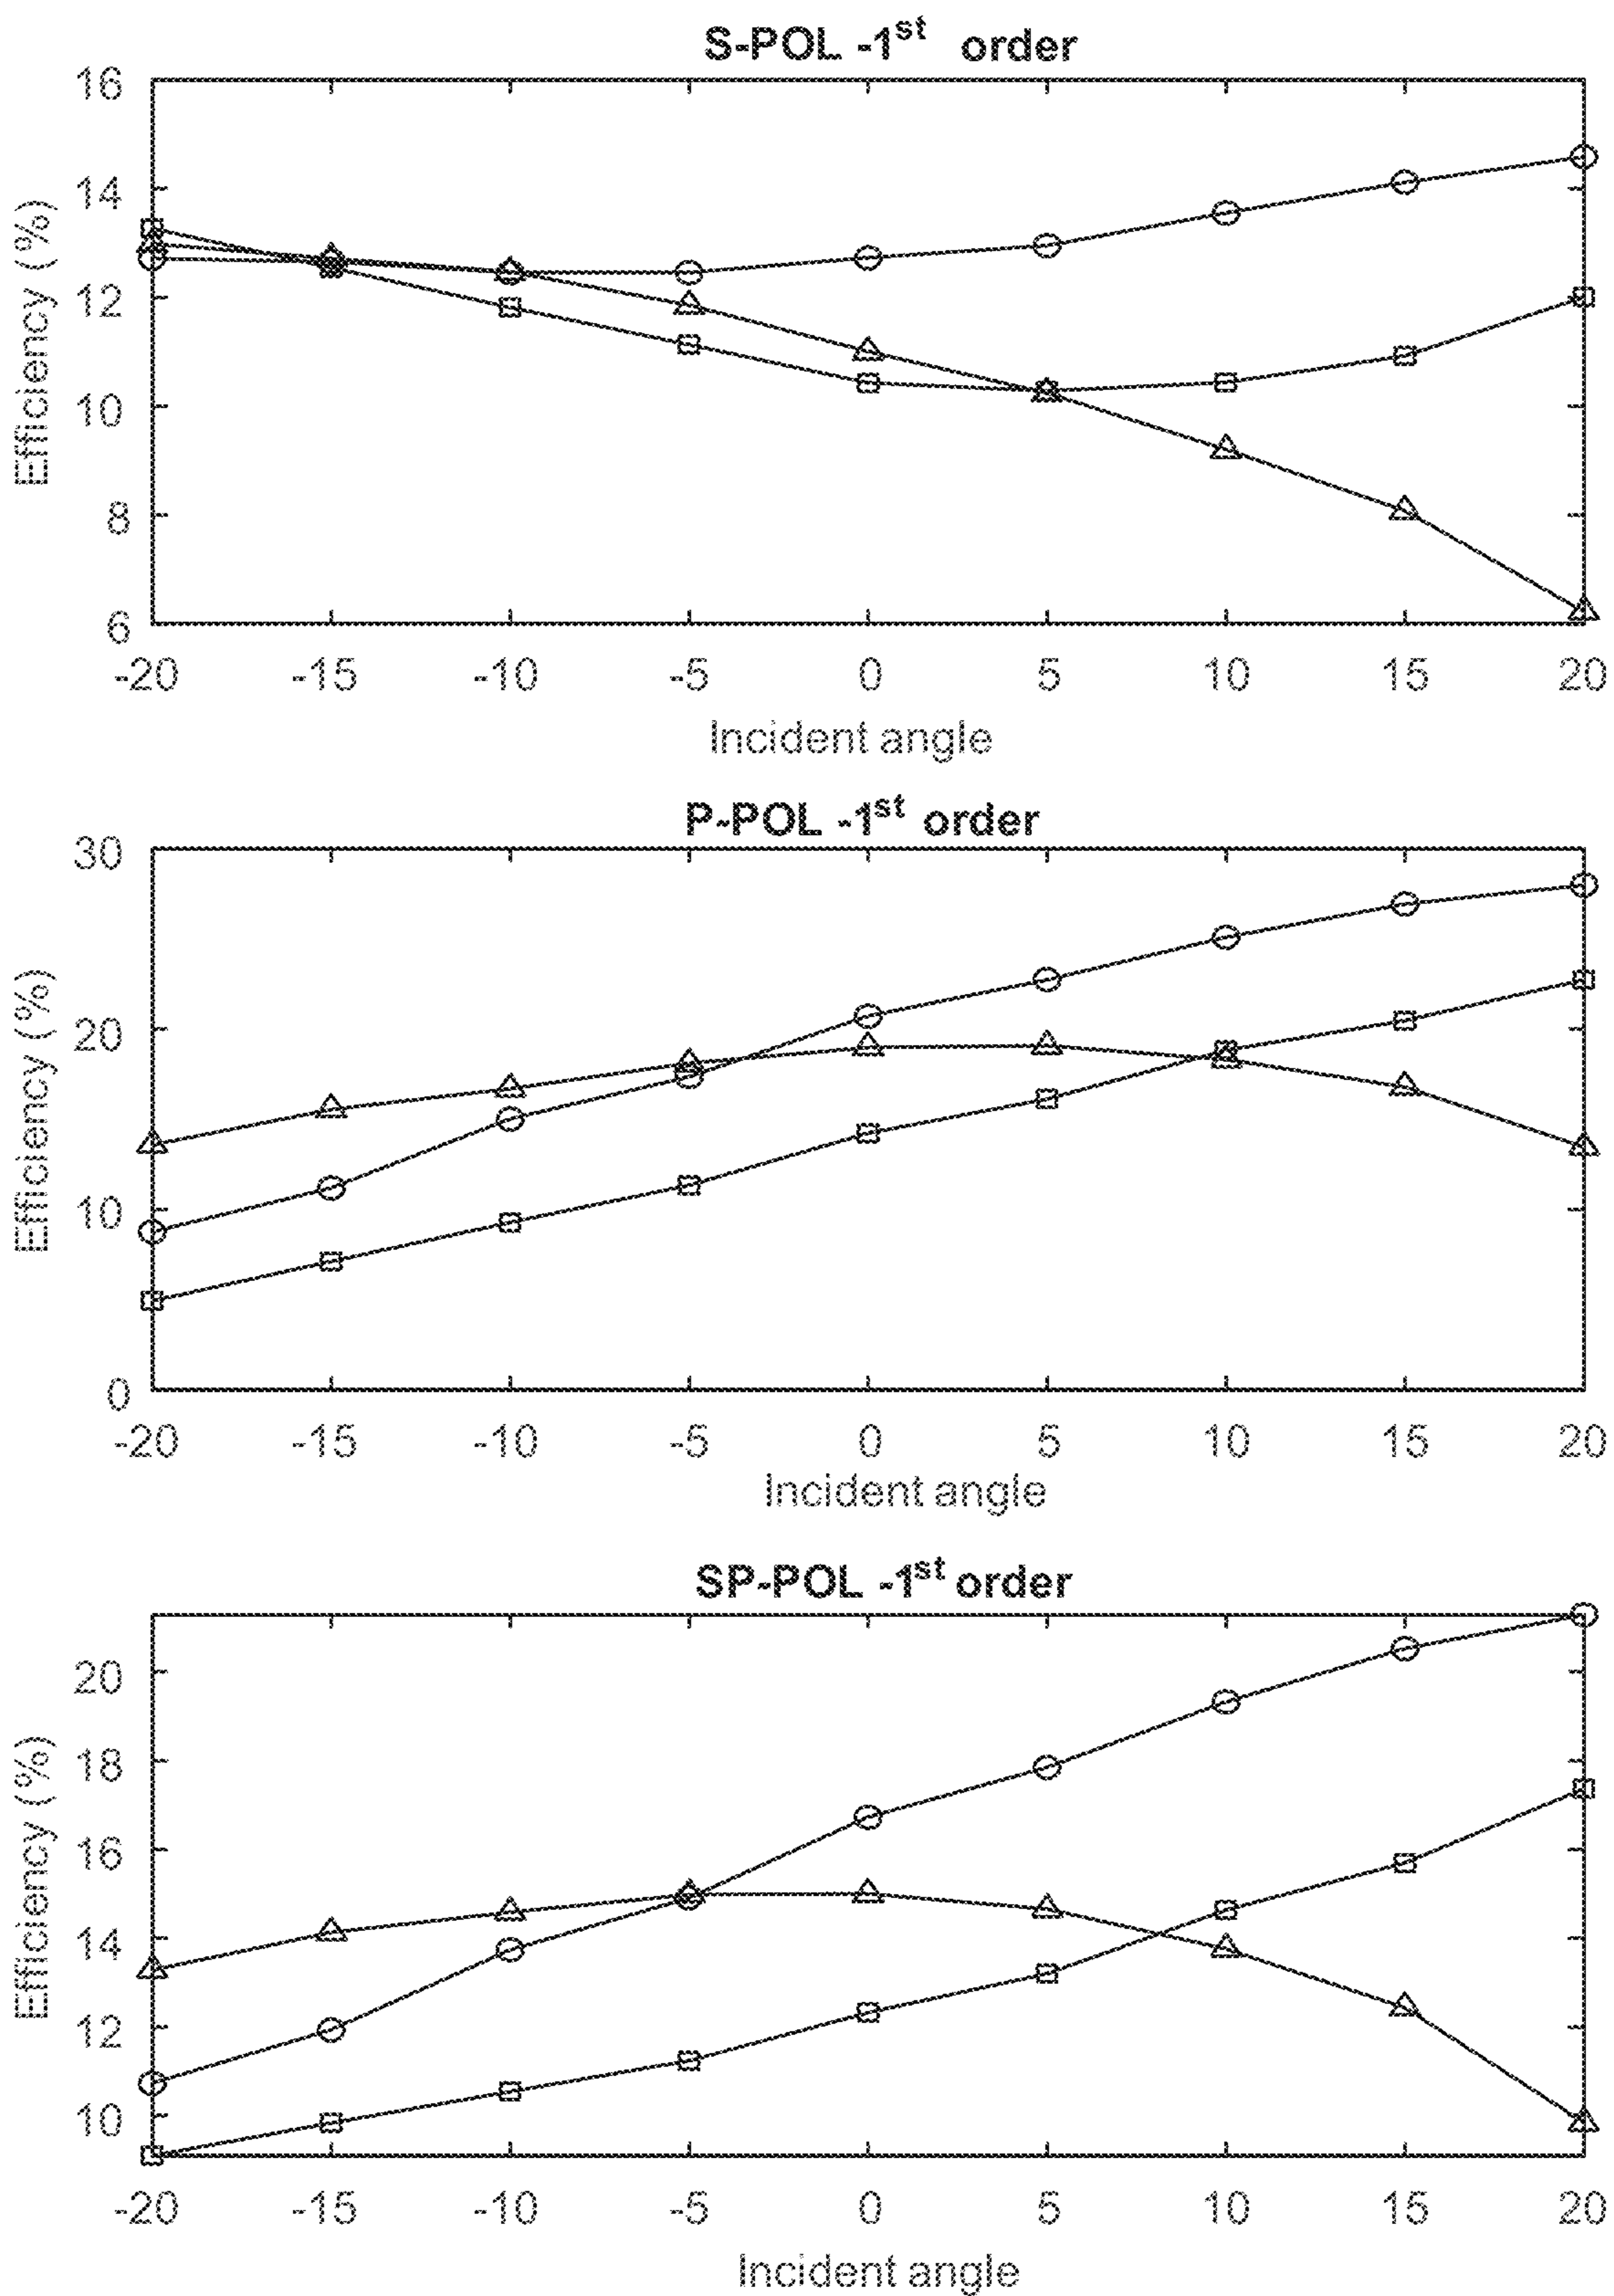 S-POL -1st order
16
14
12
10
8
6
Efficiency (%)
-20 -15 -10 -5 0 5 10 15 20
Incident angle
P-POL -1st order
30
20
10
0
Efficiency (%)
-20 -15 -10 -5 0 5 10 15 20
Incident angle
SP-POL -1st order
20
18
16
14
12
10
Efficiency (%)
-20 -15 -10 -5 0 5 10 15 20
Incident angle